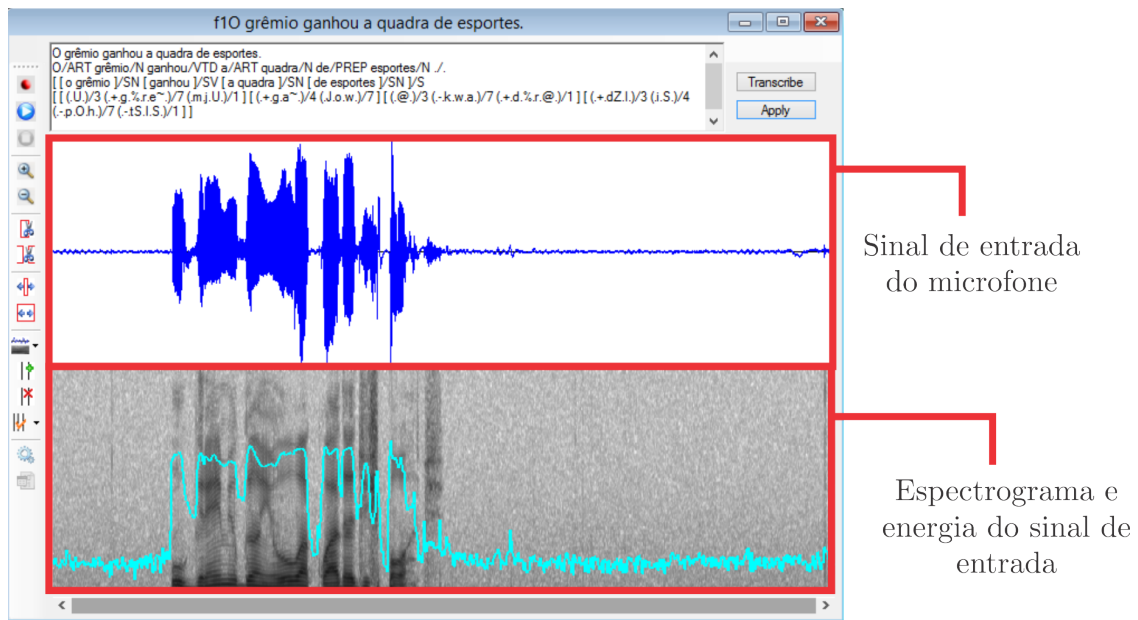 f1O grêmio ganhou a quadra de esportes.
O grêmio ganhou a quadra de esportes.
O/ART grêmio/N ganhou/VTD a/ART quadra/N de/PREP esportes/N ./.
[ [ o grêmio ]/SN [ ganhou ]/SV [ a quadra ]/SN [ de esportes ]/SN ]/S
[ [ (.U.)/3 (.+.g.%.r.e~.)/7 (.m.j.U.)/1 ] [ (.+.g.a~.)/4 (.J.o.w.)/7 ] [ (.@.)/3 (.-.k.w.a.)/7 (.+.d.%.r.@.)/1 ] [ (.+.dZ.I.)/3 (.i.S.)/4
(.-.p.O.h.)/7 (.-.tS.I.S.)/1 ] ]
Transcribe
Apply
Sinal de entrada
do microfone
Espectrograma e
energia do sinal de
entrada